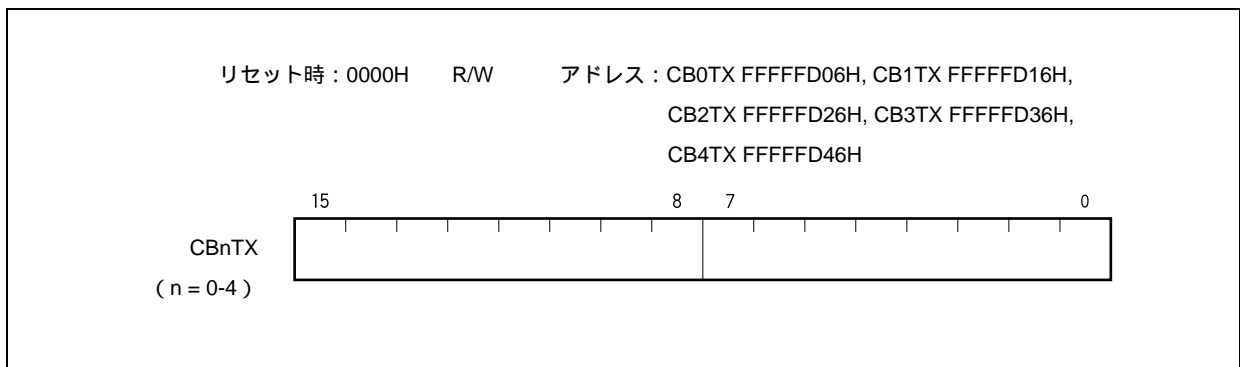 リセット時：0000H R/W アドレス：CB0TX FFFFFD06H, CB1TX FFFFFD16H,
CB2TX FFFFFD26H, CB3TX FFFFFD36H,
CB4TX FFFFFD46H
15 8 7 0
CBnTX
（n = 0-4）